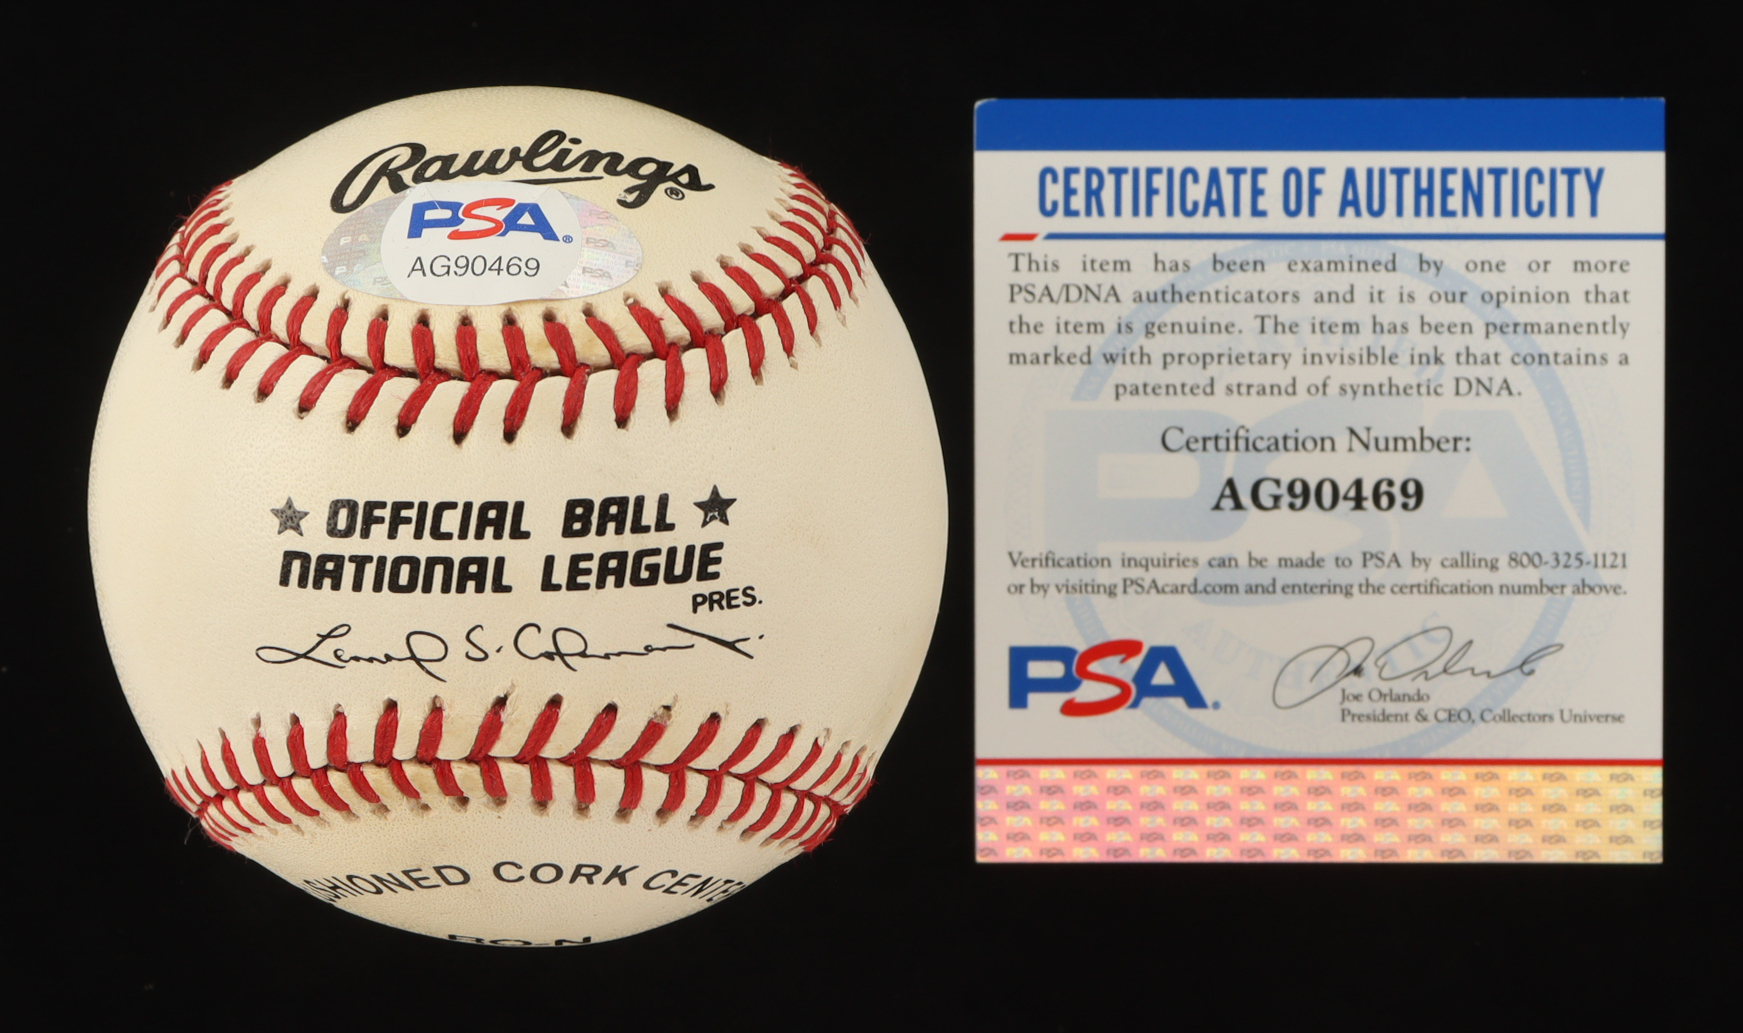 Rawlings®
PSA®
AG90469
★ OFFICIAL BALL ★
NATIONAL LEAGUE
PRES.
Leonard S. Coleman Jr.
SHIONED CORK CENTE
RO-N
CERTIFICATE OF AUTHENTICITY
This item has been examined by one or more
PSA/DNA authenticators and it is our opinion that
the item is genuine. The item has been permanently
marked with proprietary invisible ink that contains a
patented strand of synthetic DNA.
Certification Number:
AG90469
Verification inquiries can be made to PSA by calling 800-325-1121
or by visiting PSAcard.com and entering the certification number above.
PSA.
Joe Orlando
Joe Orlando
President & CEO, Collectors Universe